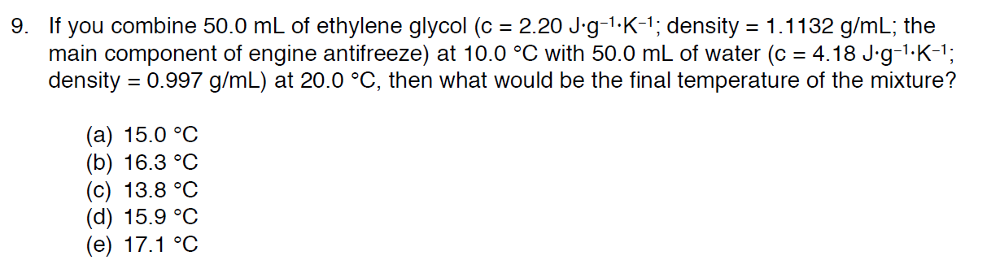 9. If you combine 50.0 mL of ethylene glycol (c = 2.20 J·g⁻¹·K⁻¹; density = 1.1132 g/mL; the
main component of engine antifreeze) at 10.0 °C with 50.0 mL of water (c = 4.18 J·g⁻¹·K⁻¹;
density = 0.997 g/mL) at 20.0 °C, then what would be the final temperature of the mixture?
(a) 15.0 °C
(b) 16.3 °C
(c) 13.8 °C
(d) 15.9 °C
(e) 17.1 °C